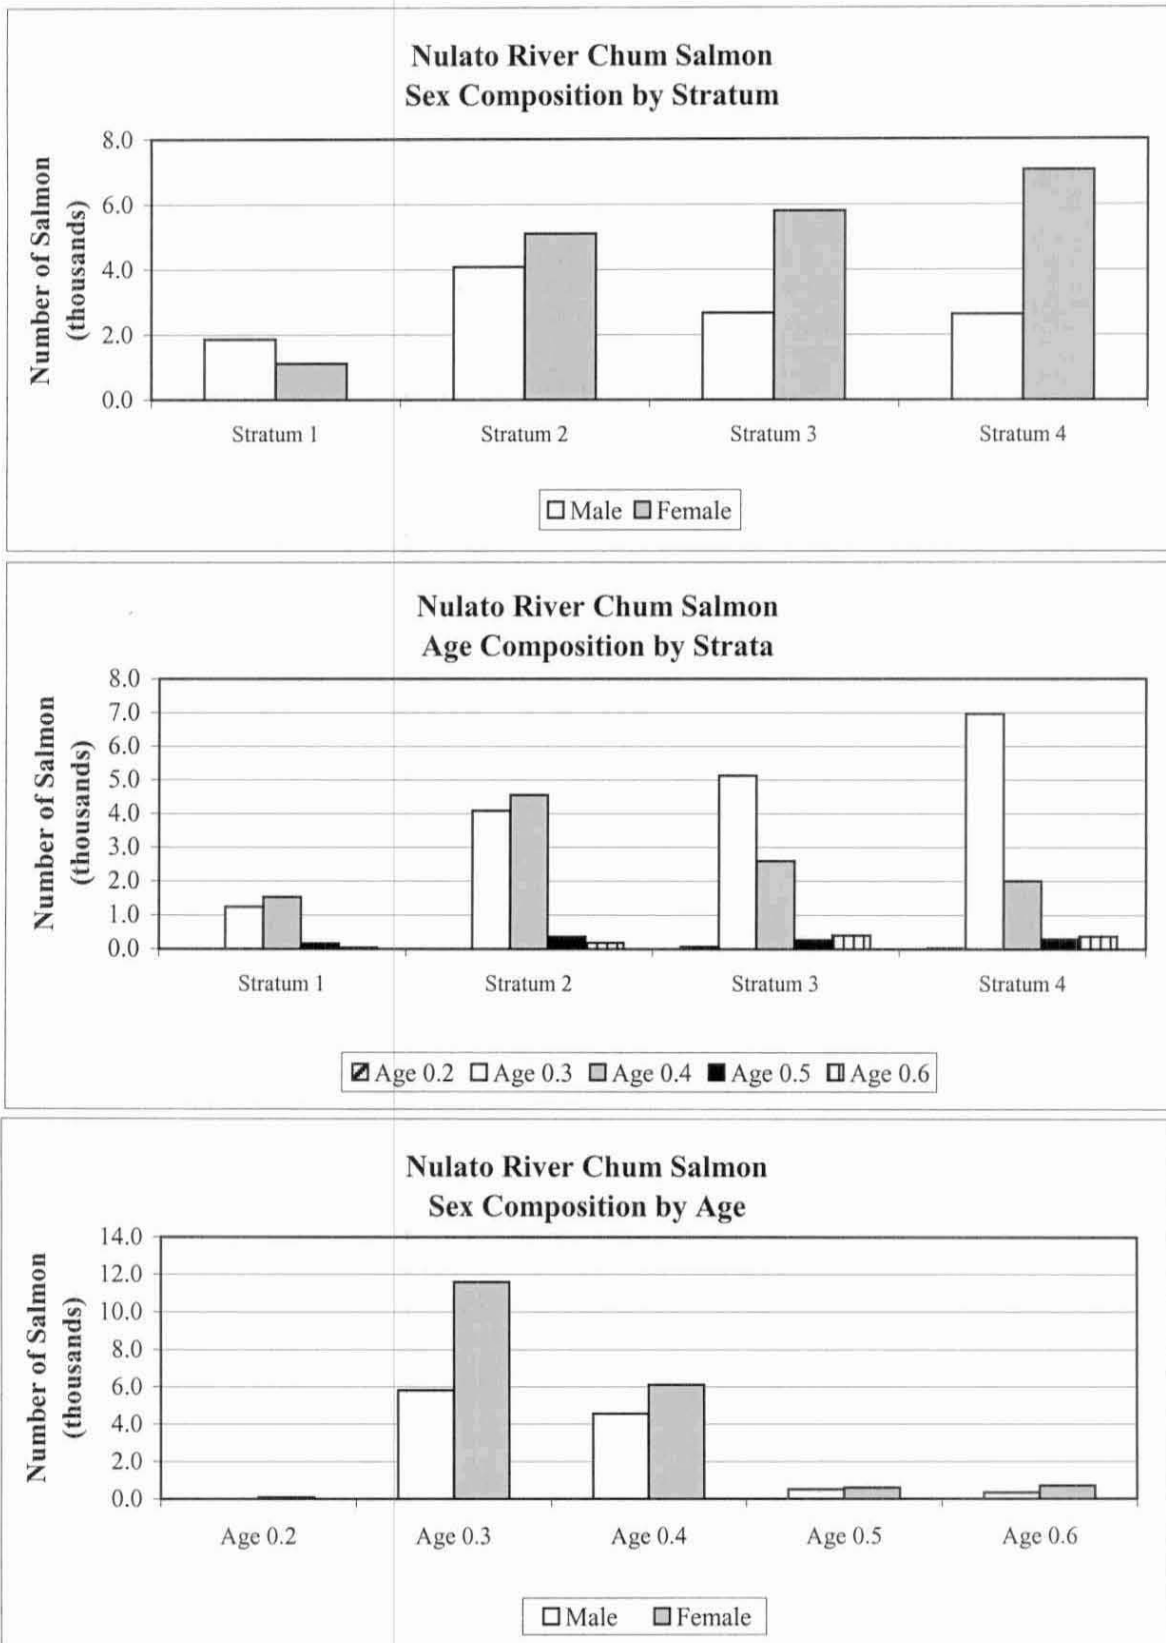 Nulato River Chum Salmon
Sex Composition by Stratum
Number of Salmon
(thousands)
8.0
6.0
4.0
2.0
0.0
Stratum 1 Stratum 2 Stratum 3 Stratum 4
Male Female
Nulato River Chum Salmon
Age Composition by Strata
Number of Salmon
(thousands)
8.0
7.0
6.0
5.0
4.0
3.0
2.0
1.0
0.0
Stratum 1 Stratum 2 Stratum 3 Stratum 4
Age 0.2 Age 0.3 Age 0.4 Age 0.5 Age 0.6
Nulato River Chum Salmon
Sex Composition by Age
Number of Salmon
(thousands)
14.0
12.0
10.0
8.0
6.0
4.0
2.0
0.0
Age 0.2 Age 0.3 Age 0.4 Age 0.5 Age 0.6
Male Female